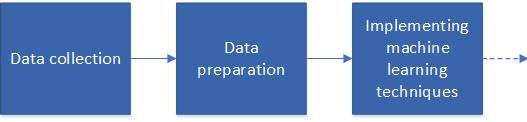 Data collection
Data
preparation
Implementing
machine
learning
techniques